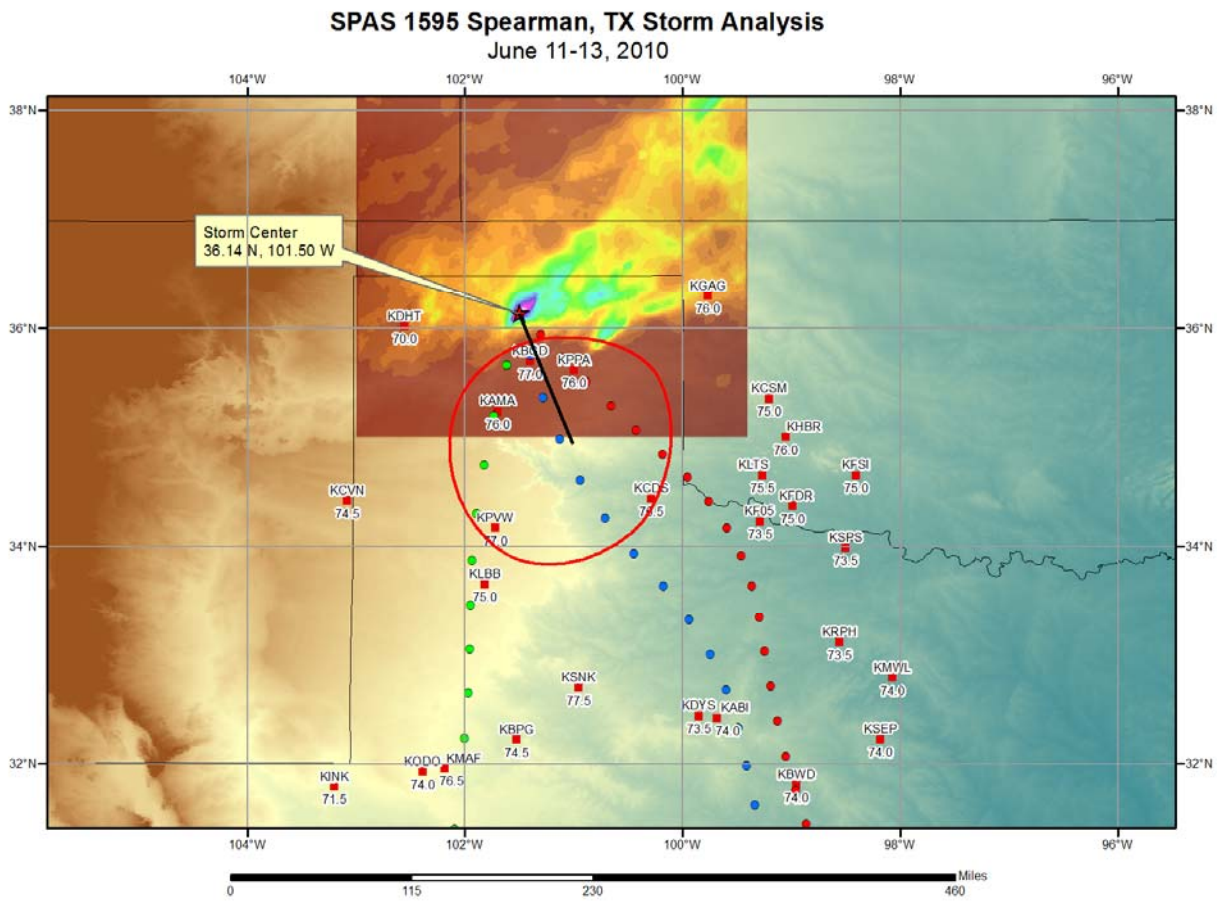 SPAS 1595 Spearman, TX Storm Analysis
June 11-13, 2010
104°W 102°W 100°W 98°W 96°W
38°N 38°N
Storm Center
36.14 N, 101.50 W
KGAG
76.0
36°N 36°N
KDHT
70.0
77.0
KPPA
76.0
KAMA
76.0
KCSM
75.0
KHBR
76.0
KLTS
75.5
KFSI
75.0
KCVN
74.5
KCDS
KFDR
75.0
KF05
73.5
KPVW
77.0
KSPS
73.5
34°N 34°N
KLBB
75.0
KRPH
73.5
KMWL
74.0
KSNK
77.5
KDYS KABI
73.5 74.0
KBPG
74.5
KSEP
74.0
32°N 32°N
KMAF
74.0 76.5
KINK
71.5
KBWD
74.0
104°W 102°W 100°W 98°W 96°W
Miles
0 115 230 460